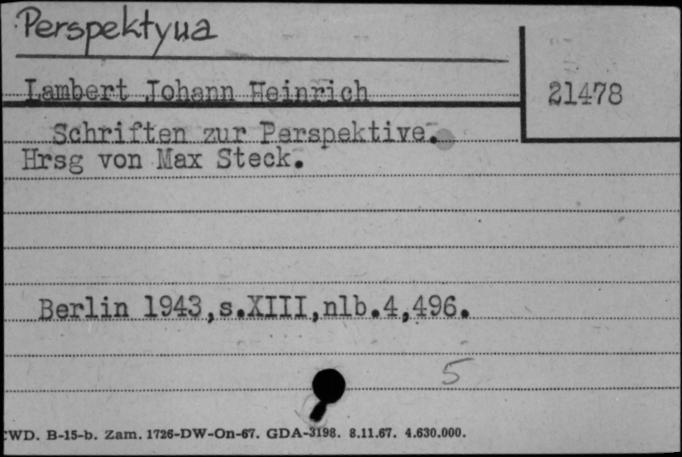 Perspektywa
Lambert Johann Heinrich
21478
Schriften zur Perspektive.
Hrsg von Max Steck.
Berlin 1943,s.XIII,nlb.4,496.
5
CWD. B-15-b. Zam. 1726-DW-On-67. GDA-3198. 8.11.67. 4.630.000.